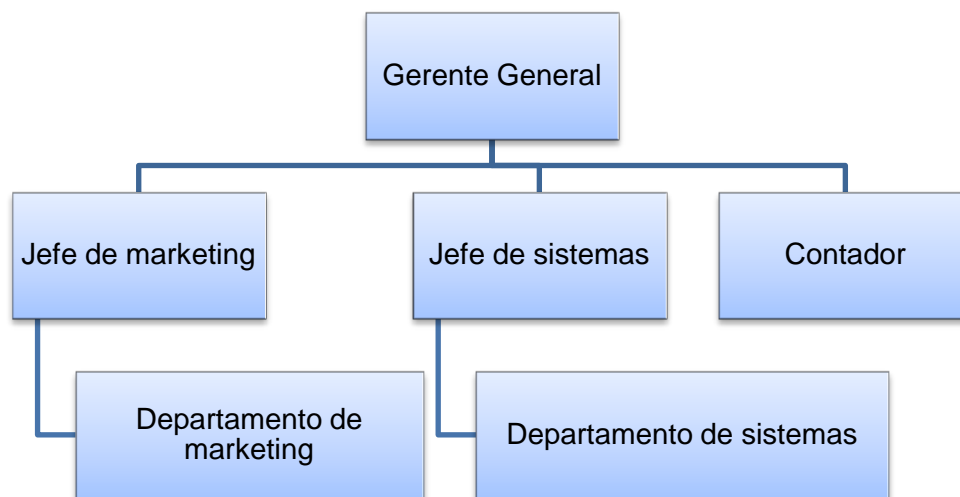 Gerente General
Jefe de marketing
Jefe de sistemas
Contador
Departamento de
marketing
Departamento de sistemas